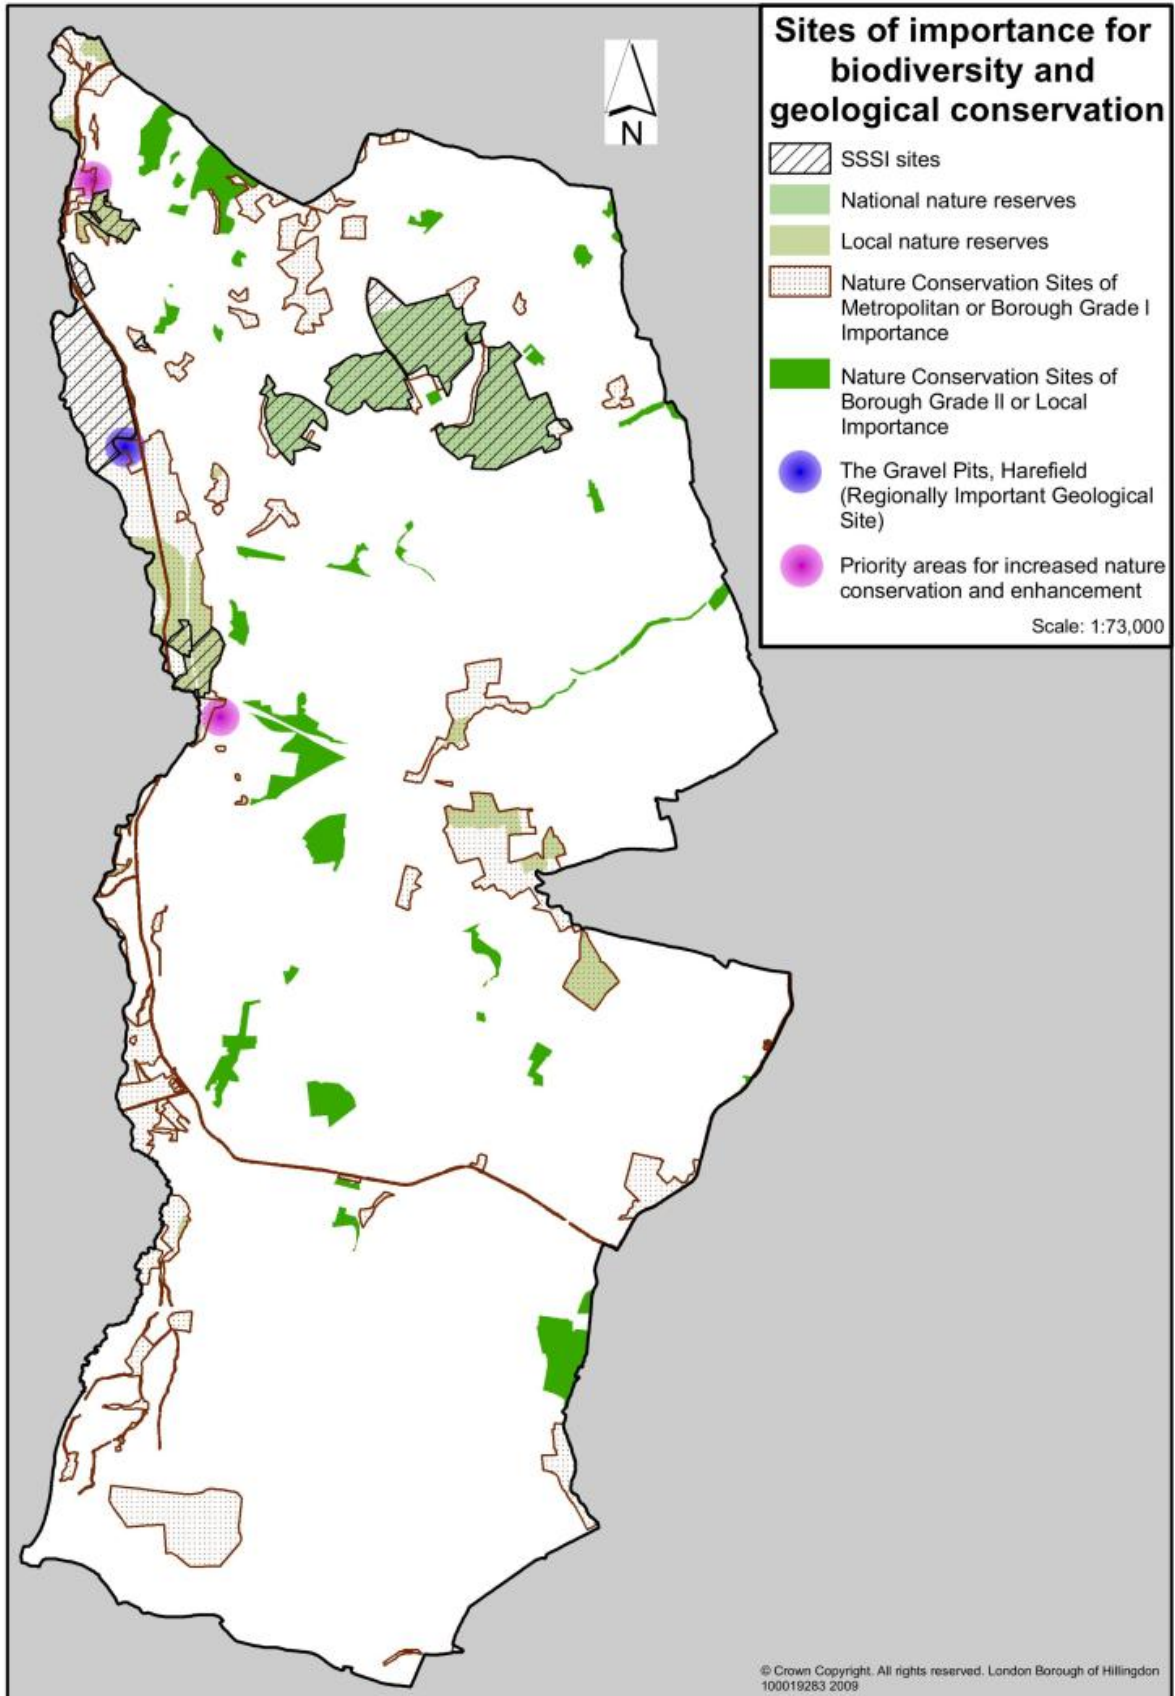 Sites of importance for
biodiversity and
geological conservation
N
SSSI sites
National nature reserves
Local nature reserves
Nature Conservation Sites of
Metropolitan or Borough Grade I
Importance
Nature Conservation Sites of
Borough Grade II or Local
Importance
The Gravel Pits, Harefield
(Regionally Important Geological
Site)
Priority areas for increased nature
conservation and enhancement
Scale: 1:73,000
© Crown Copyright. All rights reserved. London Borough of Hillingdon
100019283 2009